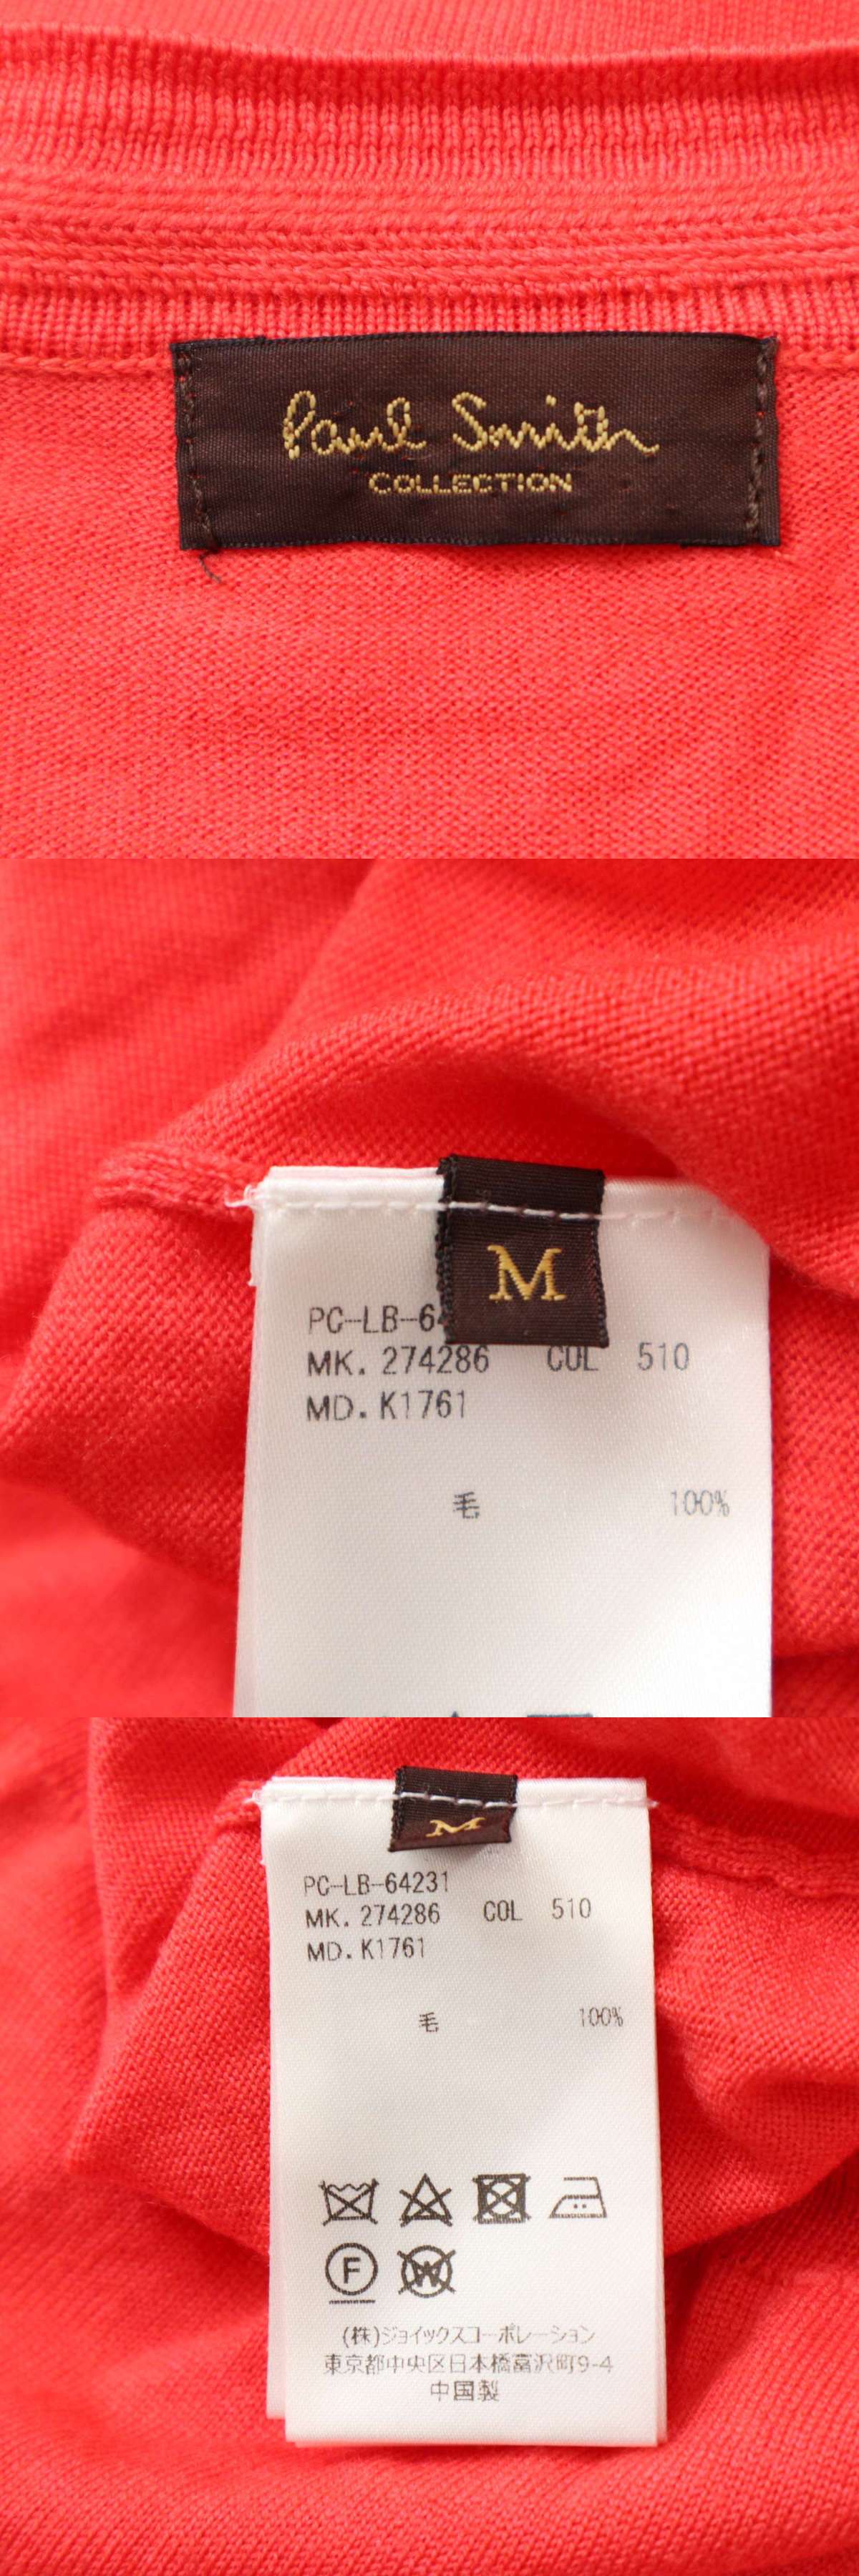 Paul Smith
COLLECTION
M
PC-LB-64
MK. 274286 COL 510
MD. K1761
毛 100%
M
PC-LB-64231
MK. 274286 COL 510
MD. K1761
毛 100%
F
W
(株)ジョイックスコーポレーション
東京都中央区日本橋富沢町9-4
中国製